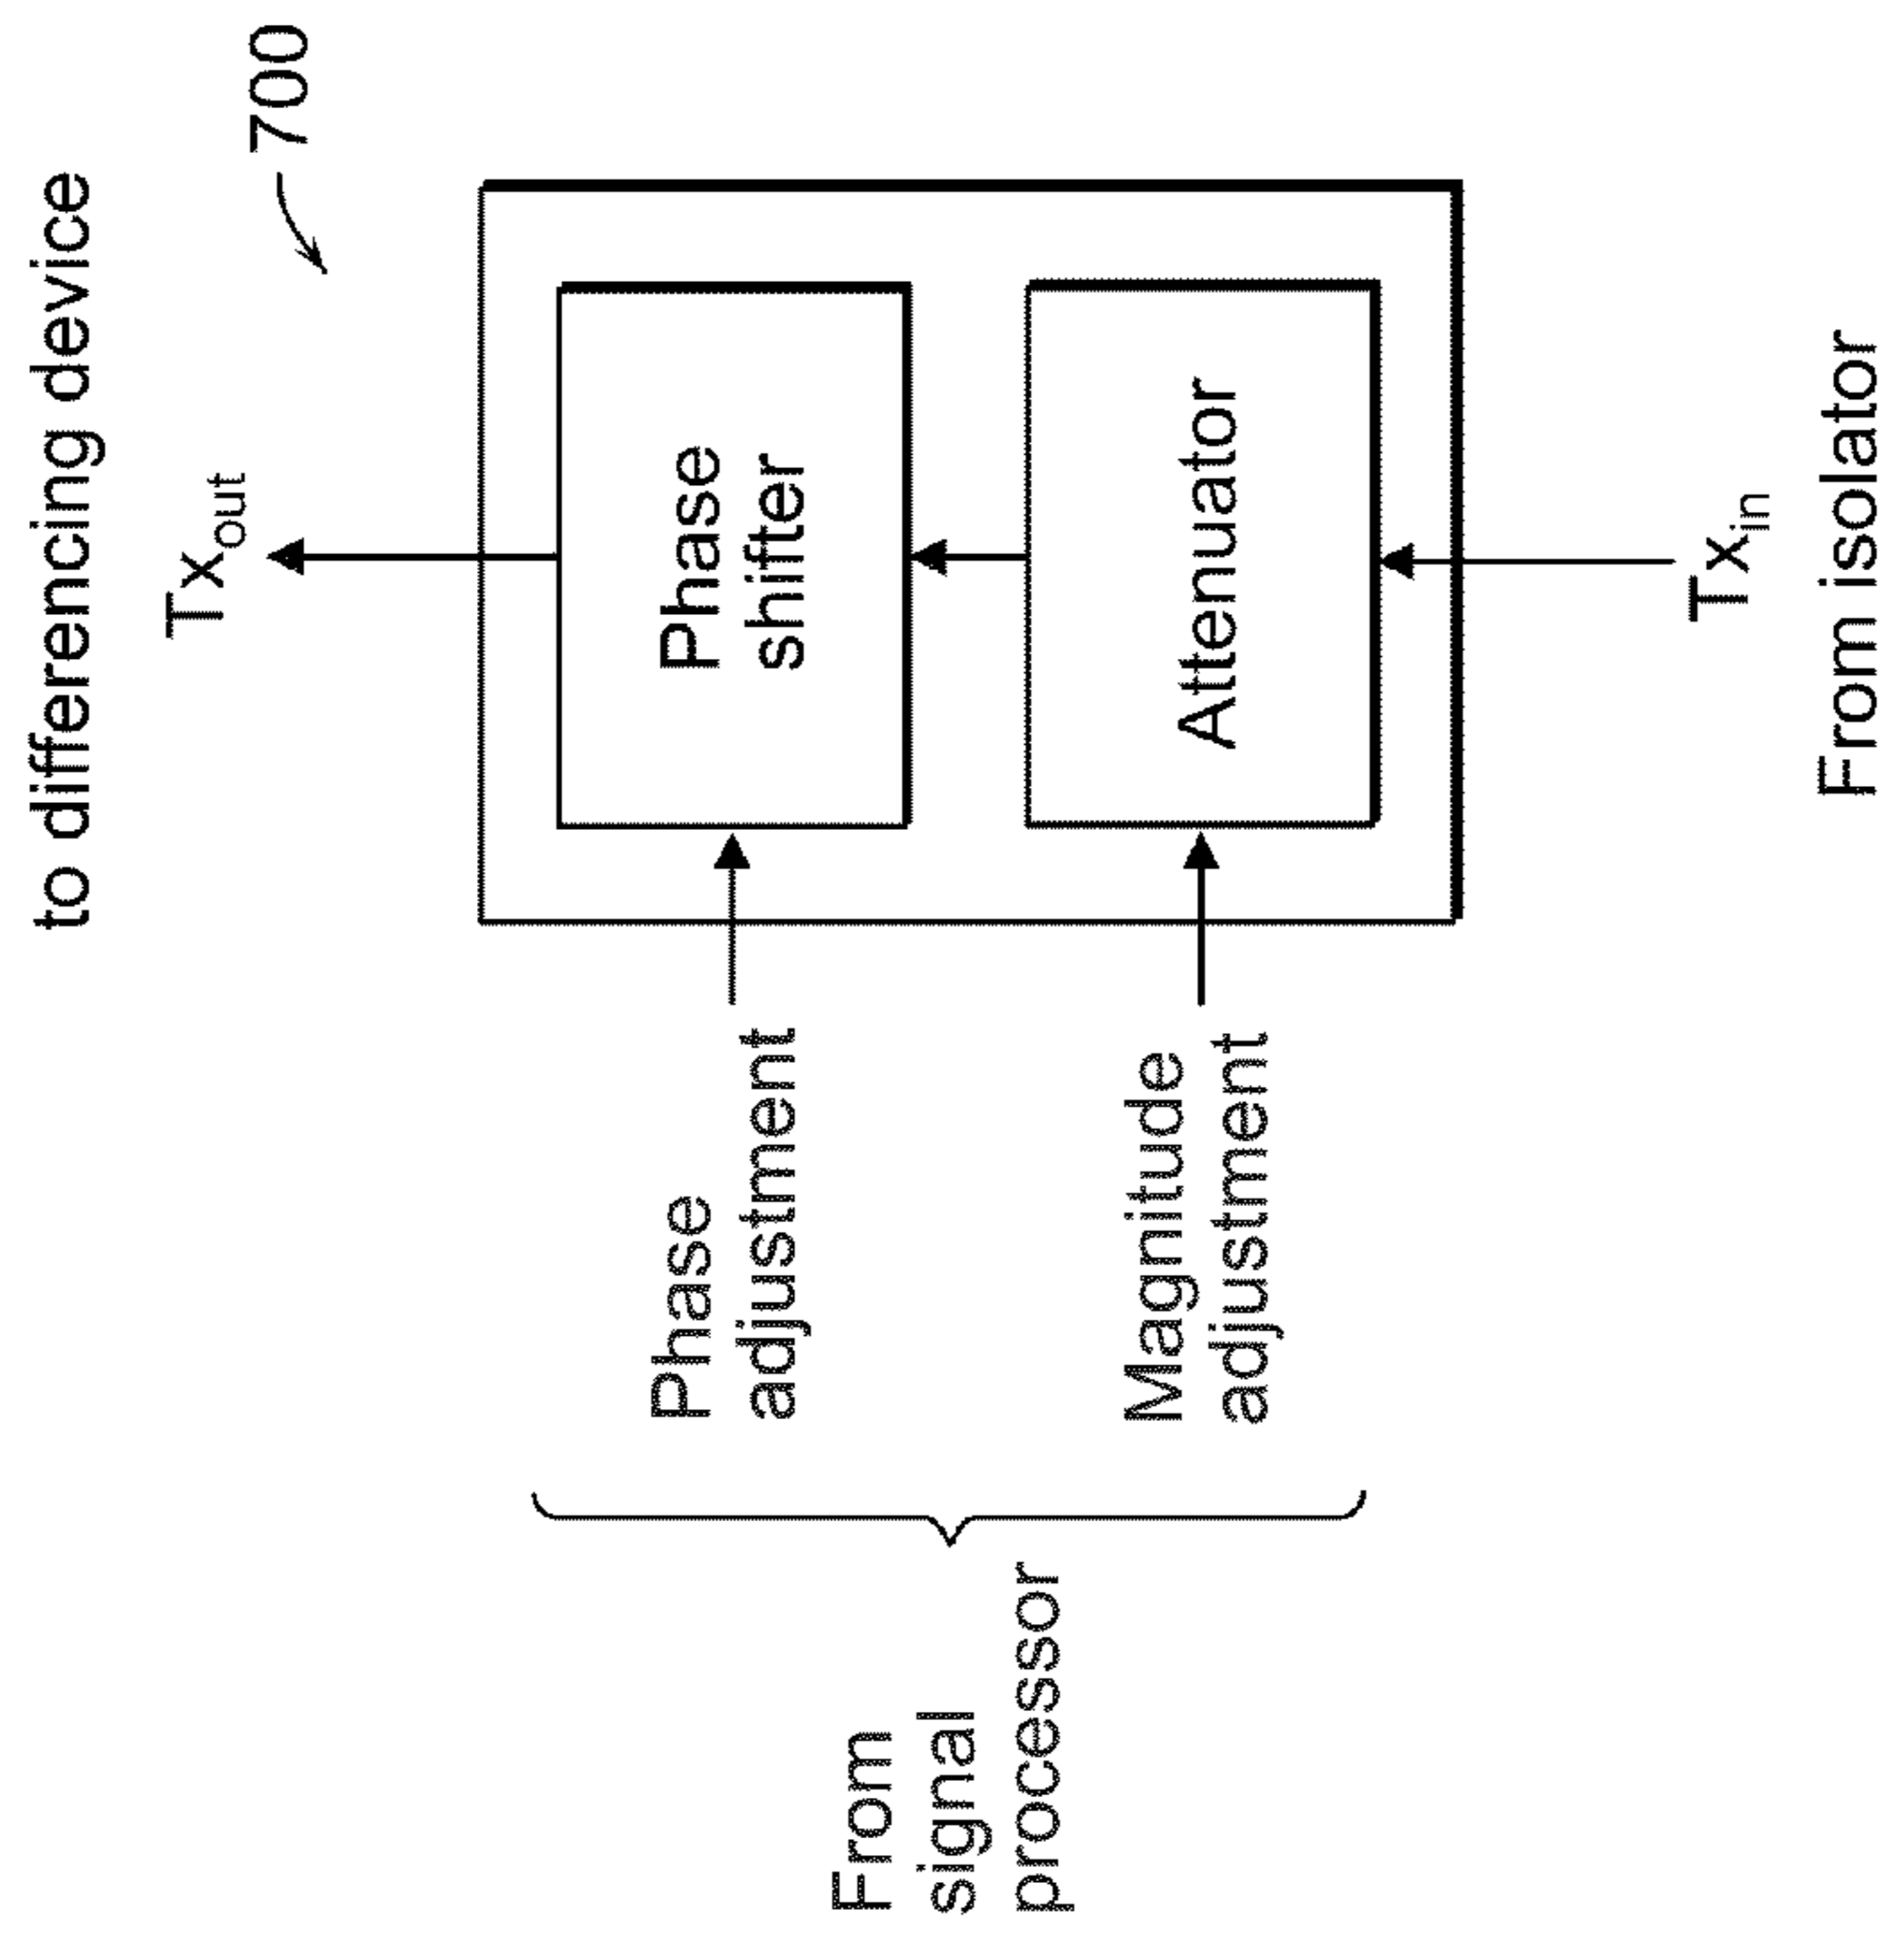 to differencing device
Tx_out
700
Phase
shifter
Attenuator
Tx_in
From isolator
Phase
adjustment
Magnitude
adjustment
From
signal
processor